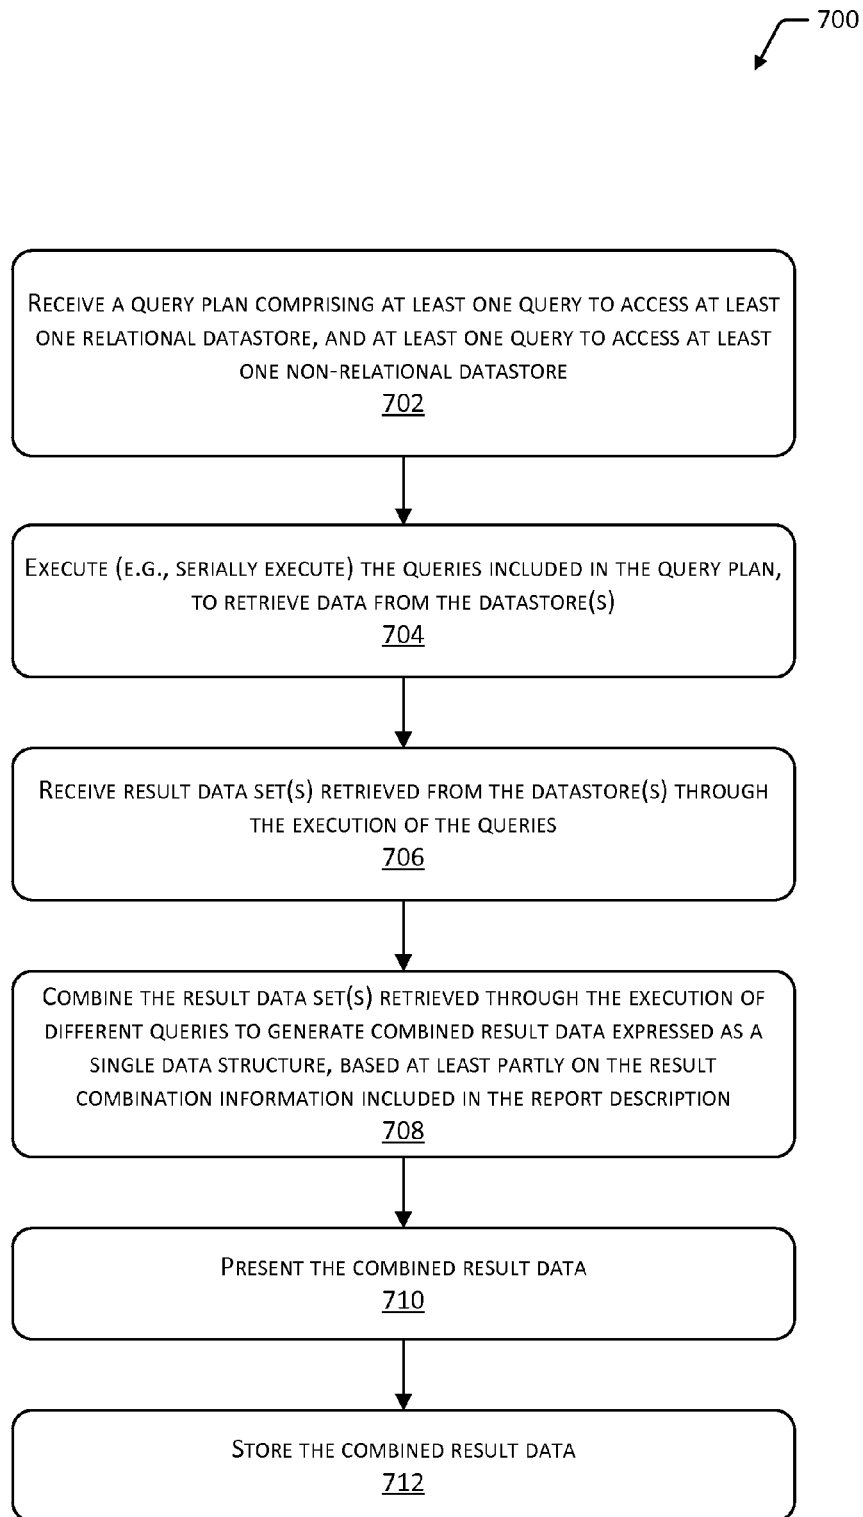 700
RECEIVE A QUERY PLAN COMPRISING AT LEAST ONE QUERY TO ACCESS AT LEAST
ONE RELATIONAL DATASTORE, AND AT LEAST ONE QUERY TO ACCESS AT LEAST
ONE NON-RELATIONAL DATASTORE
702
EXECUTE (E.G., SERIALLY EXECUTE) THE QUERIES INCLUDED IN THE QUERY PLAN,
TO RETRIEVE DATA FROM THE DATASTORE(S)
704
RECEIVE RESULT DATA SET(S) RETRIEVED FROM THE DATASTORE(S) THROUGH
THE EXECUTION OF THE QUERIES
706
COMBINE THE RESULT DATA SET(S) RETRIEVED THROUGH THE EXECUTION OF
DIFFERENT QUERIES TO GENERATE COMBINED RESULT DATA EXPRESSED AS A
SINGLE DATA STRUCTURE, BASED AT LEAST PARTLY ON THE RESULT
COMBINATION INFORMATION INCLUDED IN THE REPORT DESCRIPTION
708
PRESENT THE COMBINED RESULT DATA
710
STORE THE COMBINED RESULT DATA
712